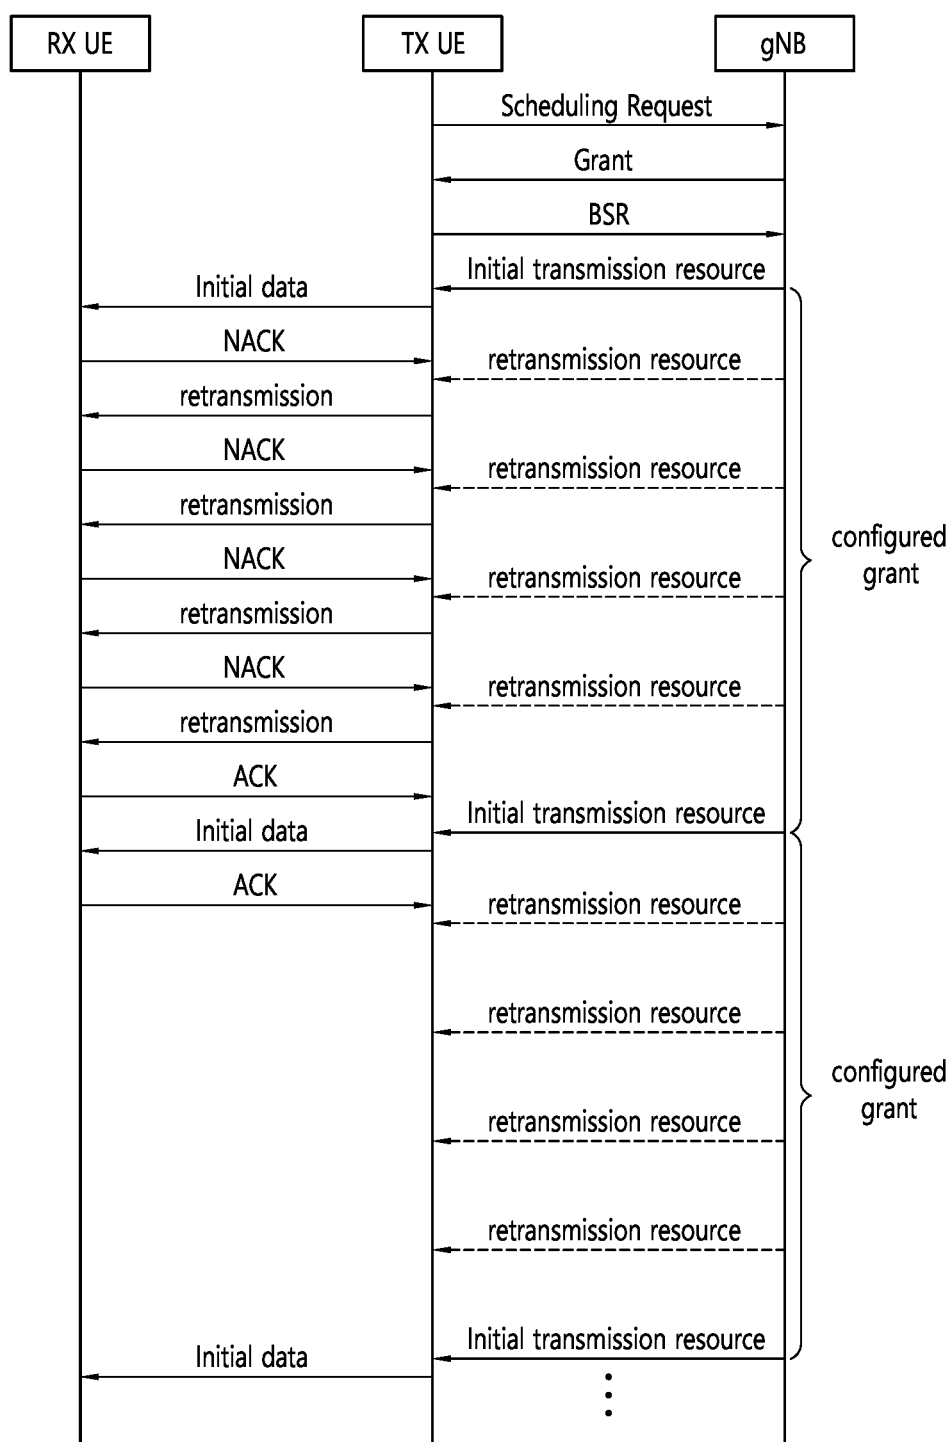 RX UE
TX UE
gNB
Scheduling Request
Grant
BSR
Initial transmission resource
Initial data
NACK
retransmission resource
retransmission
NACK
retransmission resource
retransmission
configured
grant
NACK
retransmission resource
retransmission
NACK
retransmission resource
retransmission
ACK
Initial transmission resource
Initial data
ACK
retransmission resource
retransmission resource
configured
grant
retransmission resource
retransmission resource
Initial transmission resource
Initial data